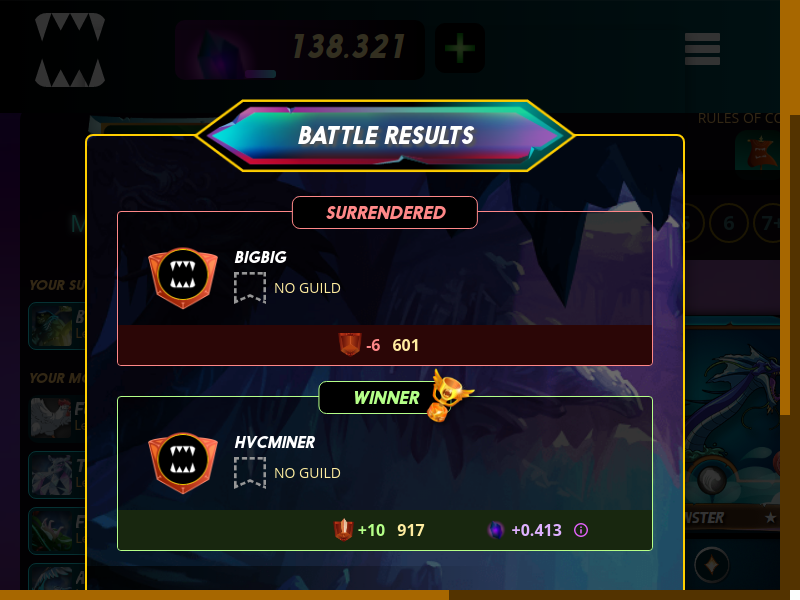 138.321
RULES OF CO
BATTLE RESULTS
SURRENDERED
BIGBIG
NO GUILD
YOUR SU
-6 601
YOUR MO
WINNER
HVCMINER
NO GUILD
NSTER
+10 917 +0.413
6 7+